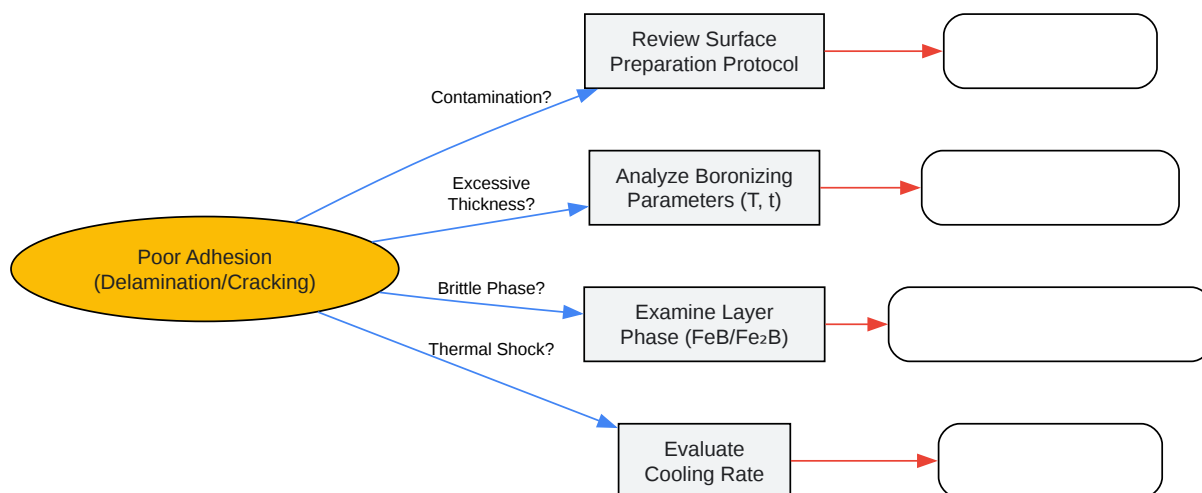 Review Surface
Preparation Protocol
Contamination?
Excessive
Thickness?
Analyze Boronizing
Parameters (T, t)
Poor Adhesion
(Delamination/Cracking)
Brittle Phase?
Examine Layer
Phase (FeB/Fe₂B)
Thermal Shock?
Evaluate
Cooling Rate